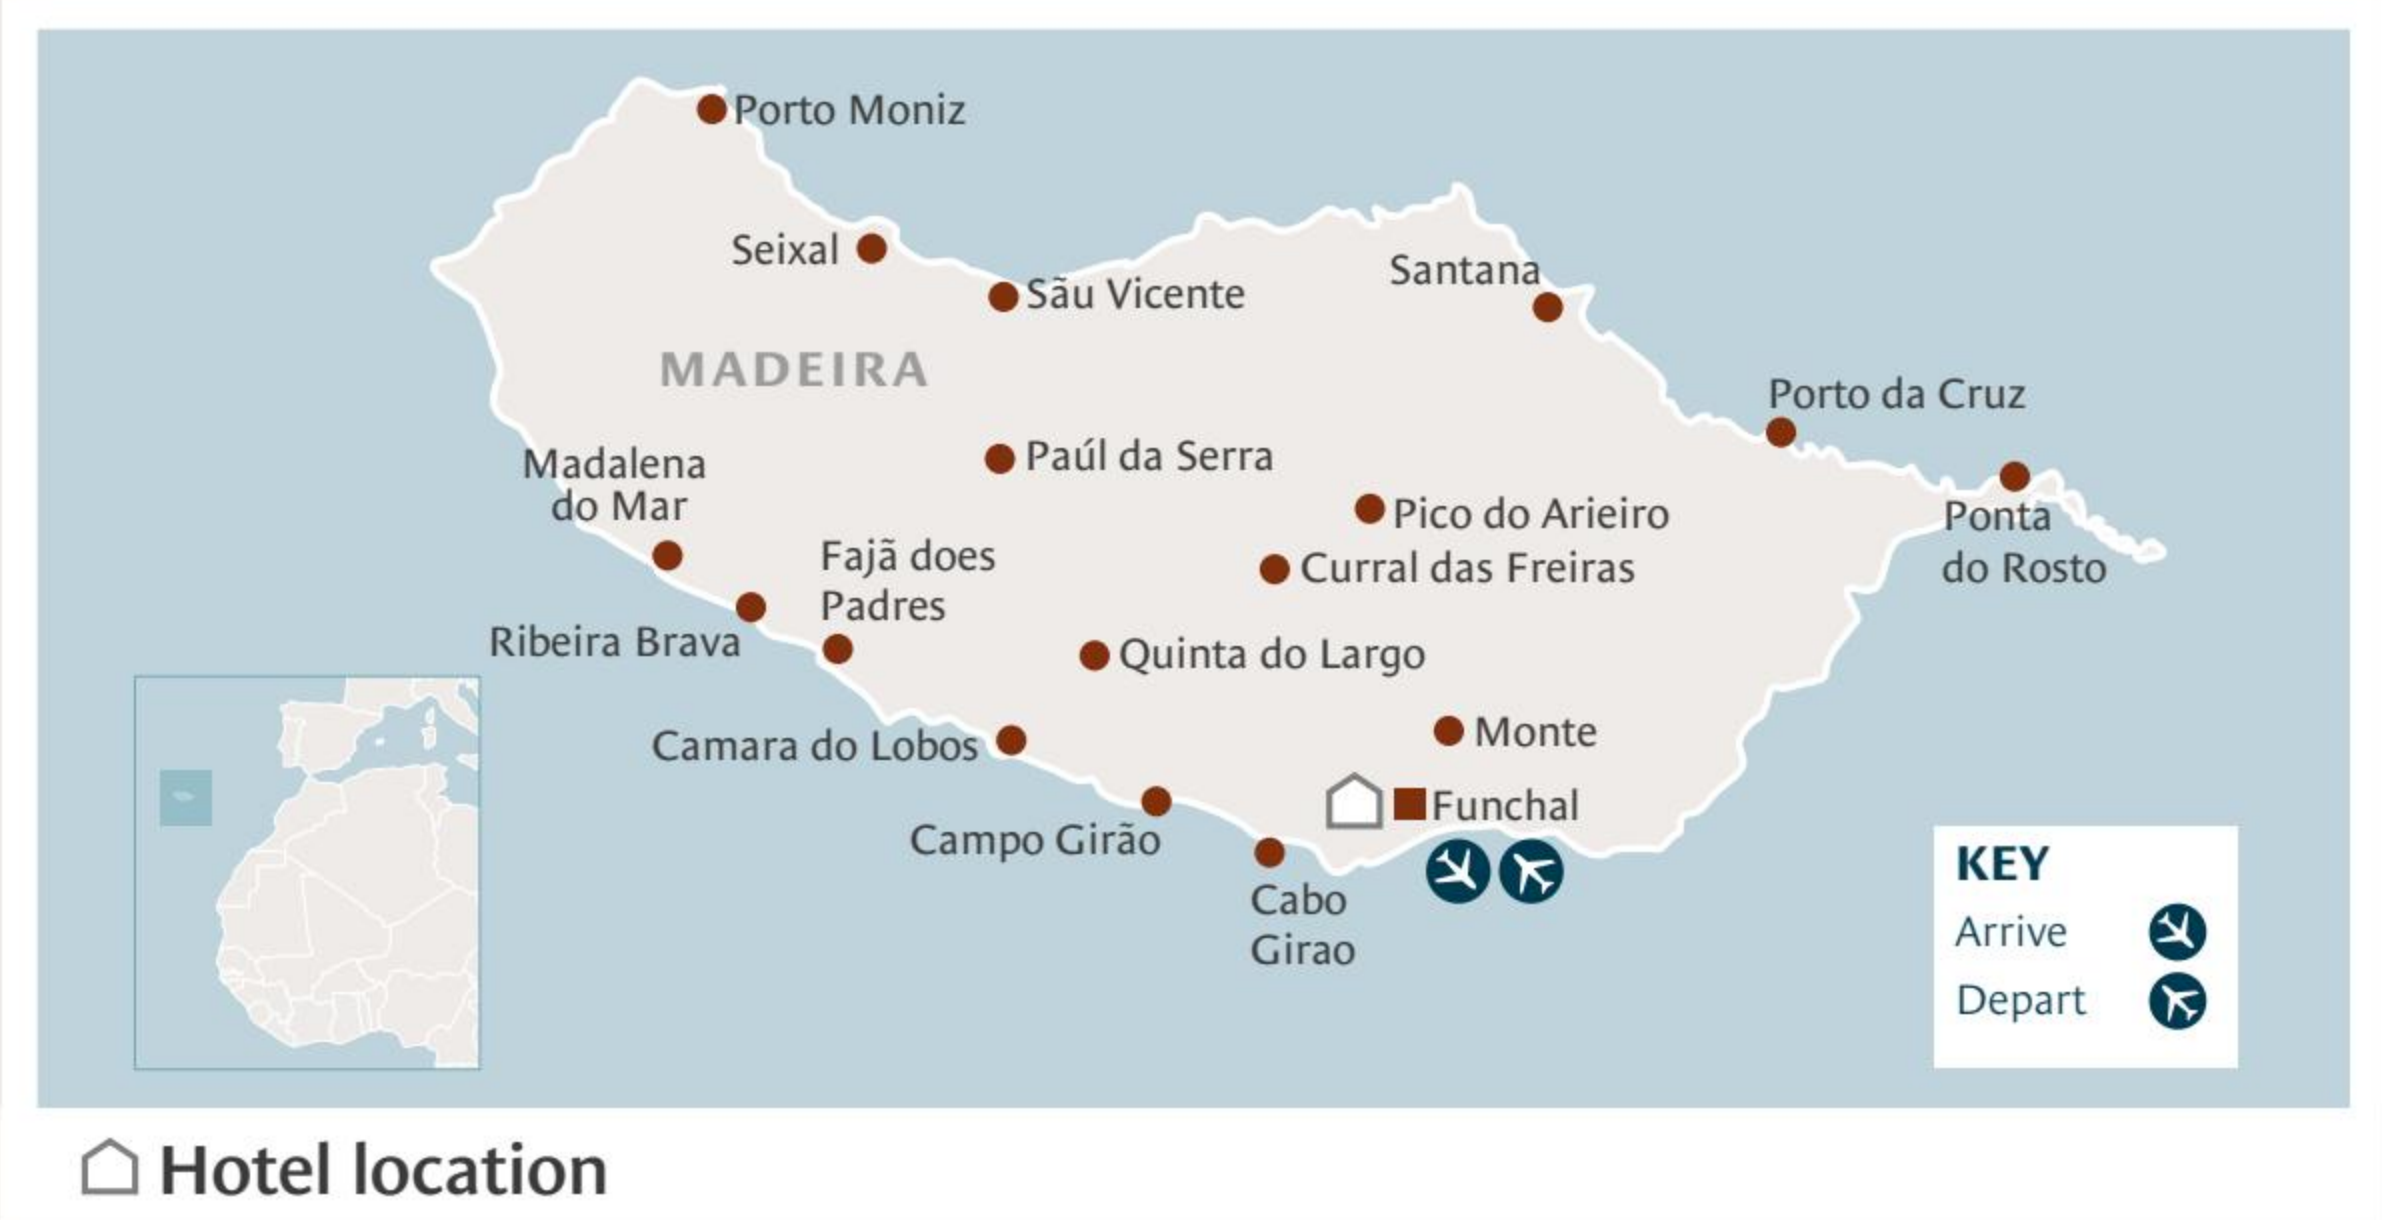 Porto Moniz
Seixal
Sãu Vicente
Santana
MADEIRA
Porto da Cruz
Madalena
do Mar
Paúl da Serra
Pico do Arieiro
Ponta
do Rosto
Fajã does
Padres
Curral das Freiras
Ribeira Brava
Quinta do Largo
Camara do Lobos
Monte
Funchal
Campo Girão
Cabo
Girao
KEY
Arrive
Depart
Hotel location